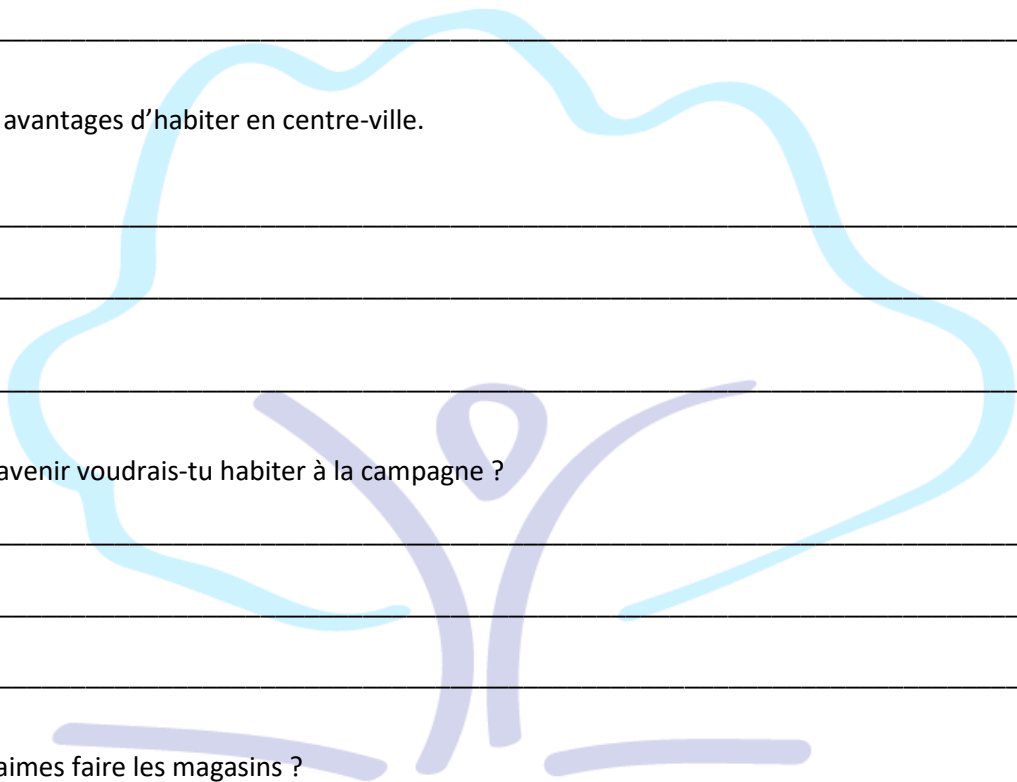 avantages d’habiter en centre-ville.
avenir voudrais-tu habiter à la campagne ?
aimes faire les magasins ?